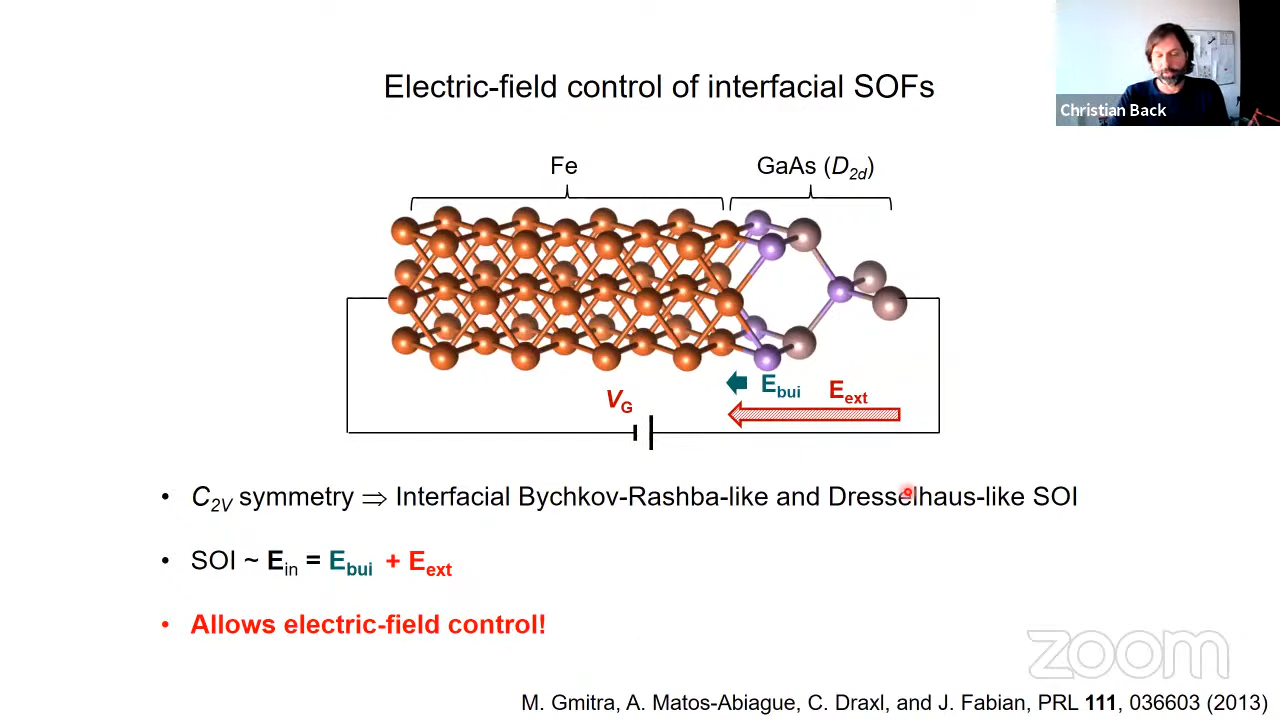 Electric-field control of interfacial SOFs
Christian Back
Fe
GaAs (D2d)
Ebui
Eext
VG
• C2V symmetry ⇒ Interfacial Bychkov-Rashba-like and Dresselhaus-like SOI
• SOI ~ Ein = Ebui + Eext
• Allows electric-field control!
zoom
M. Gmitra, A. Matos-Abiague, C. Draxl, and J. Fabian, PRL 111, 036603 (2013)